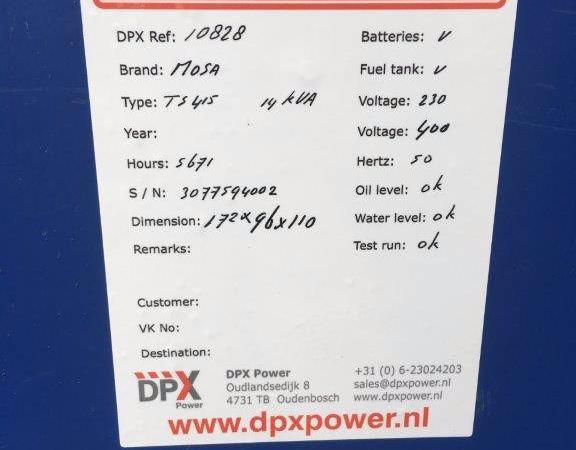 DPX Ref: 10828
Batteries: v
Brand: MOSA
Fuel tank: v
Type: TS 415 14 kVA
Voltage: 230
Year:
Voltage: 400
Hours: 5671
Hertz: 50
S / N: 3077594002
Oil level: ok
Dimension: 172 x 96 x 110
Water level: ok
Remarks:
Test run: ok
Customer:
VK No:
Destination:
DPX Power
DPX Power
Oudlandsedijk 8
4731 TB Oudenbosch
+31 (0) 6-23024203
sales@dpxpower.nl
www.dpxpower.nl
www.dpxpower.nl